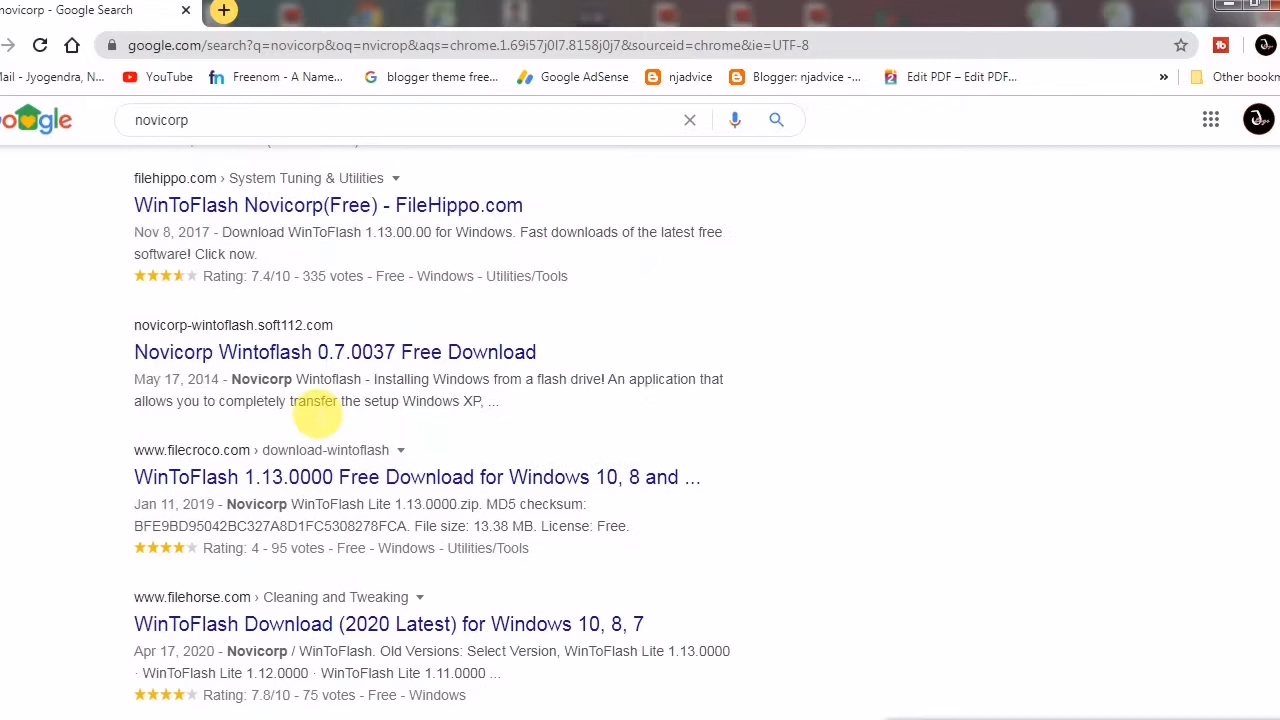 novicorp - Google Search
google.com/search?q=novicorp&oq=nvicrop&aqs=chrome.1.69i57j0l7.8158j0j7&sourceid=chrome&ie=UTF-8
ail - Jyogendra, N...
YouTube
fn
Freenom - A Name...
blogger theme free...
Google AdSense
njadvice
Blogger: njadvice -...
Edit PDF – Edit PDF...
»
Other bookn
oogle
novicorp
filehippo.com › System Tuning & Utilities
WinToFlash Novicorp(Free) - FileHippo.com
Nov 8, 2017 - Download WinToFlash 1.13.00.00 for Windows. Fast downloads of the latest free
software! Click now.
Rating: 7.4/10 - 335 votes - Free - Windows - Utilities/Tools
novicorp-wintoflash.soft112.com
Novicorp Wintoflash 0.7.0037 Free Download
May 17, 2014 - Novicorp Wintoflash - Installing Windows from a flash drive! An application that
allows you to completely transfer the setup Windows XP, ...
www.filecroco.com › download-wintoflash
WinToFlash 1.13.0000 Free Download for Windows 10, 8 and ...
Jan 11, 2019 - Novicorp WinToFlash Lite 1.13.0000.zip. MD5 checksum:
BFE9BD95042BC327A8D1FC5308278FCA. File size: 13.38 MB. License: Free.
Rating: 4 - 95 votes - Free - Windows - Utilities/Tools
www.filehorse.com › Cleaning and Tweaking
WinToFlash Download (2020 Latest) for Windows 10, 8, 7
Apr 17, 2020 - Novicorp / WinToFlash. Old Versions: Select Version, WinToFlash Lite 1.13.0000
· WinToFlash Lite 1.12.0000 · WinToFlash Lite 1.11.0000 ...
Rating: 7.8/10 - 75 votes - Free - Windows